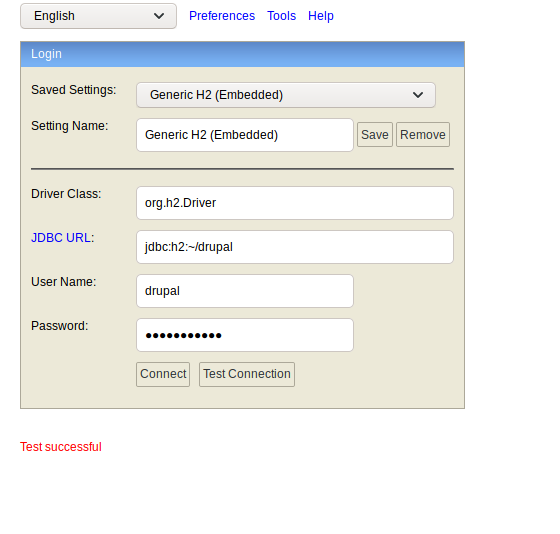 English Preferences Tools Help
Login
Saved Settings: Generic H2 (Embedded)
Setting Name: Generic H2 (Embedded) Save Remove
Driver Class: org.h2.Driver
JDBC URL: jdbc:h2:~/drupal
User Name: drupal
Password: ●●●●●●●●●●●
Connect Test Connection
Test successful